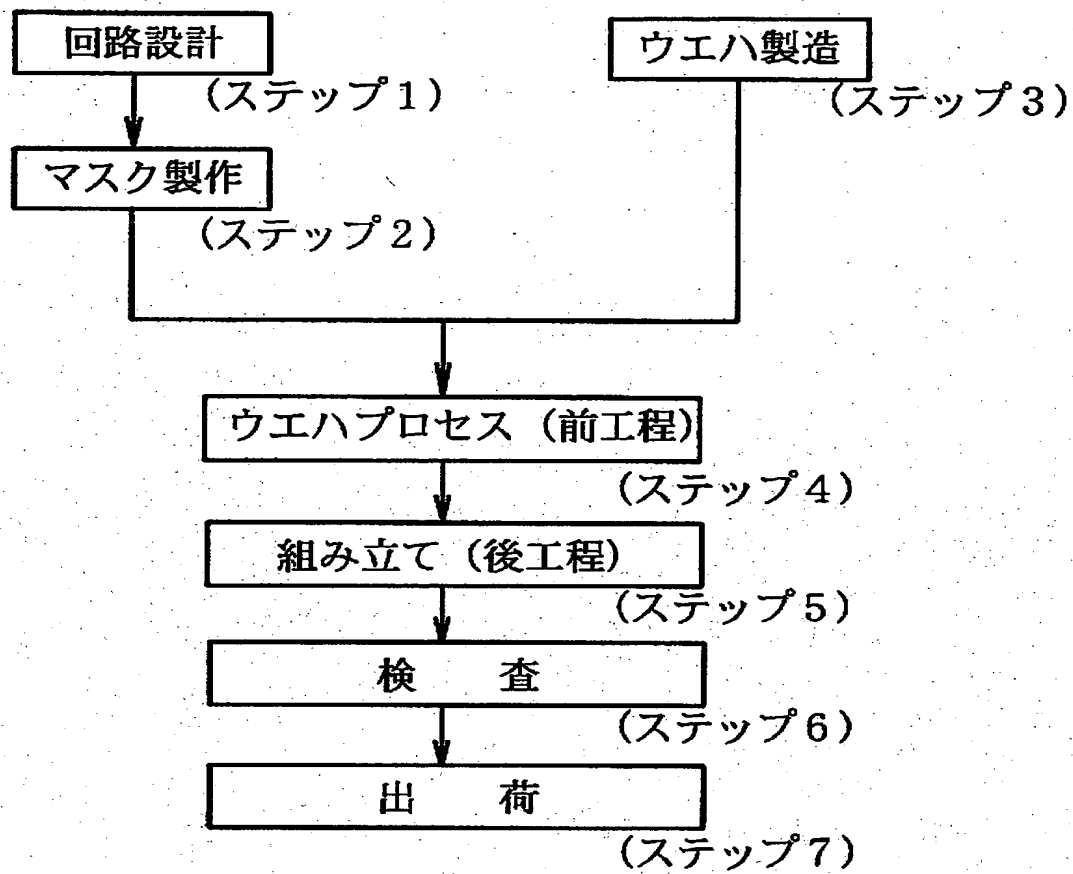 回路設計
(ステップ1)
ウエハ製造
(ステップ3)
マスク製作
(ステップ2)
ウエハプロセス(前工程)
(ステップ4)
組み立て(後工程)
(ステップ5)
検　査
(ステップ6)
出　荷
(ステップ7)